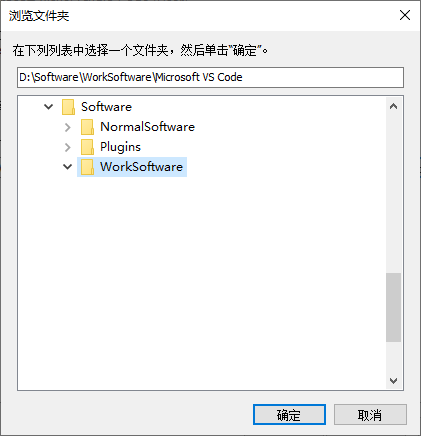 浏览文件夹
在下列列表中选择一个文件夹，然后单击“确定”。
D:\Software\WorkSoftware\Microsoft VS Code
Software
NormalSoftware
Plugins
WorkSoftware
确定 取消